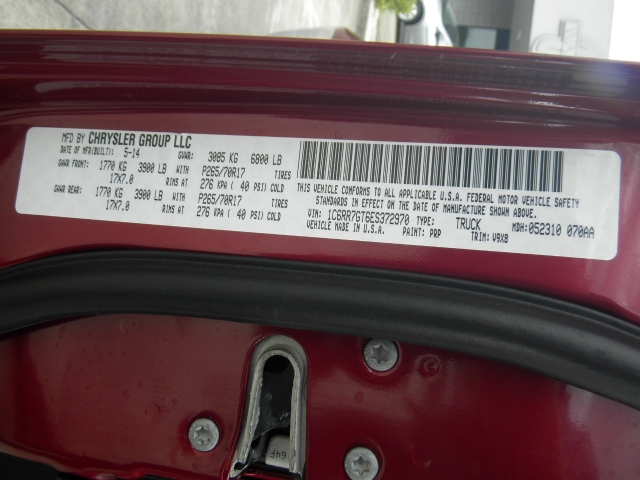 MFD BY CHRYSLER GROUP LLC
DATE OF MFR(BUILT): 5-14 GVWR: 3085 KG 6800 LB
GAWR FRONT: 1770 KG 3900 LB WITH P265/70R17 TIRES
17X7.0 RIMS AT 276 KPA ( 40 PSI) COLD
GAWR REAR: 1770 KG 3900 LB WITH P265/70R17 TIRES
17X7.0 RIMS AT 276 KPA ( 40 PSI) COLD
THIS VEHICLE CONFORMS TO ALL APPLICABLE U.S.A. FEDERAL MOTOR VEHICLE SAFETY
STANDARDS IN EFFECT ON THE DATE OF MANUFACTURE SHOWN ABOVE.
VIN: 1C6RR7GT6ES372970 TYPE: TRUCK MDH: 052310 070AA
VEHICLE MADE IN U.S.A. PAINT: PRP TRIM: V9X8
64F